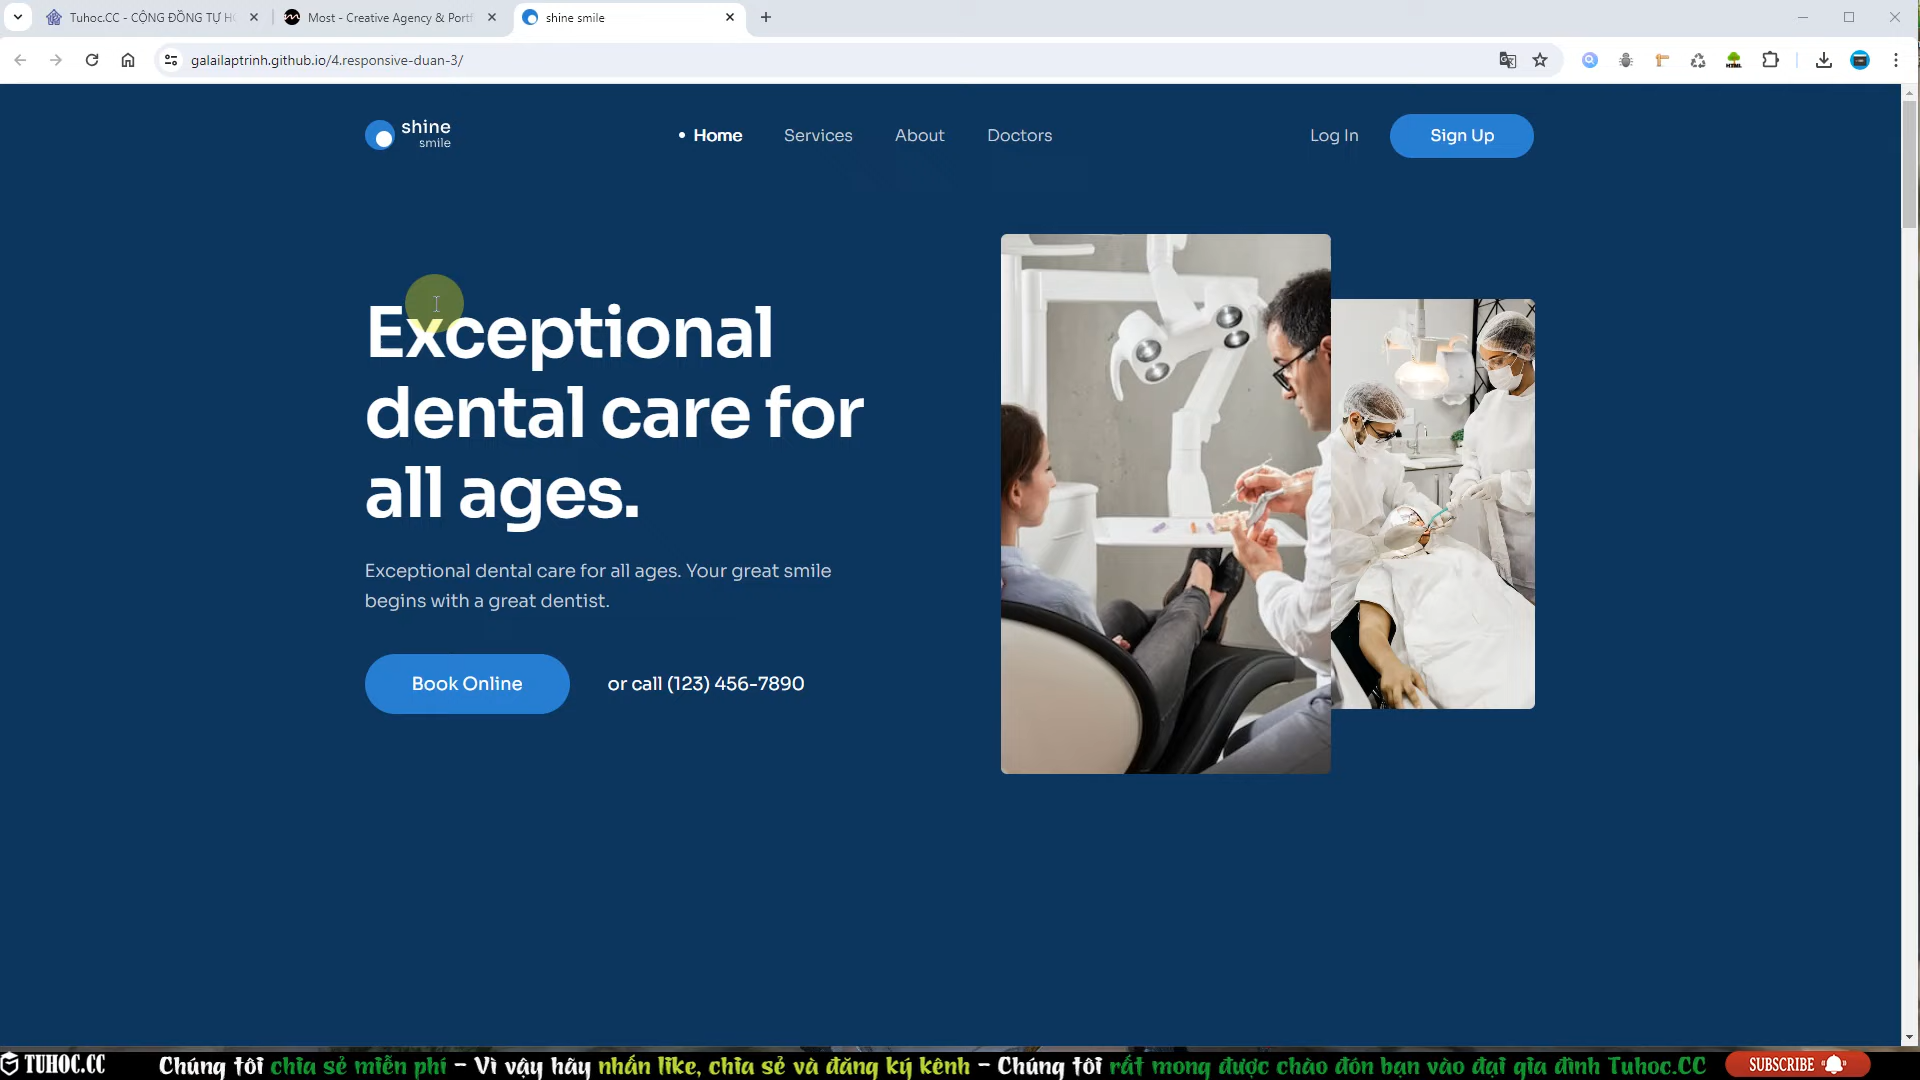 Tuhoc.CC - CỘNG ĐỒNG TỰ HỌ
Most - Creative Agency & Portf
shine smile
galailaptrinh.github.io/4.responsive-duan-3/
shine
smile
Home
Services
About
Doctors
Log In
Sign Up
Exceptional
dental care for
all ages.
Exceptional dental care for all ages. Your great smile
begins with a great dentist.
Book Online
or call (123) 456-7890
TUHOC.CC
Chúng tôi chia sẻ miễn phí - Vì vậy hãy nhấn like, chia sẻ và đăng ký kênh - Chúng tôi rất mong được chào đón bạn vào đại gia đình Tuhoc.CC
SUBSCRIBE